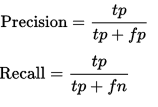 Precision = tp / tp + fp
Recall = tp / tp + fn